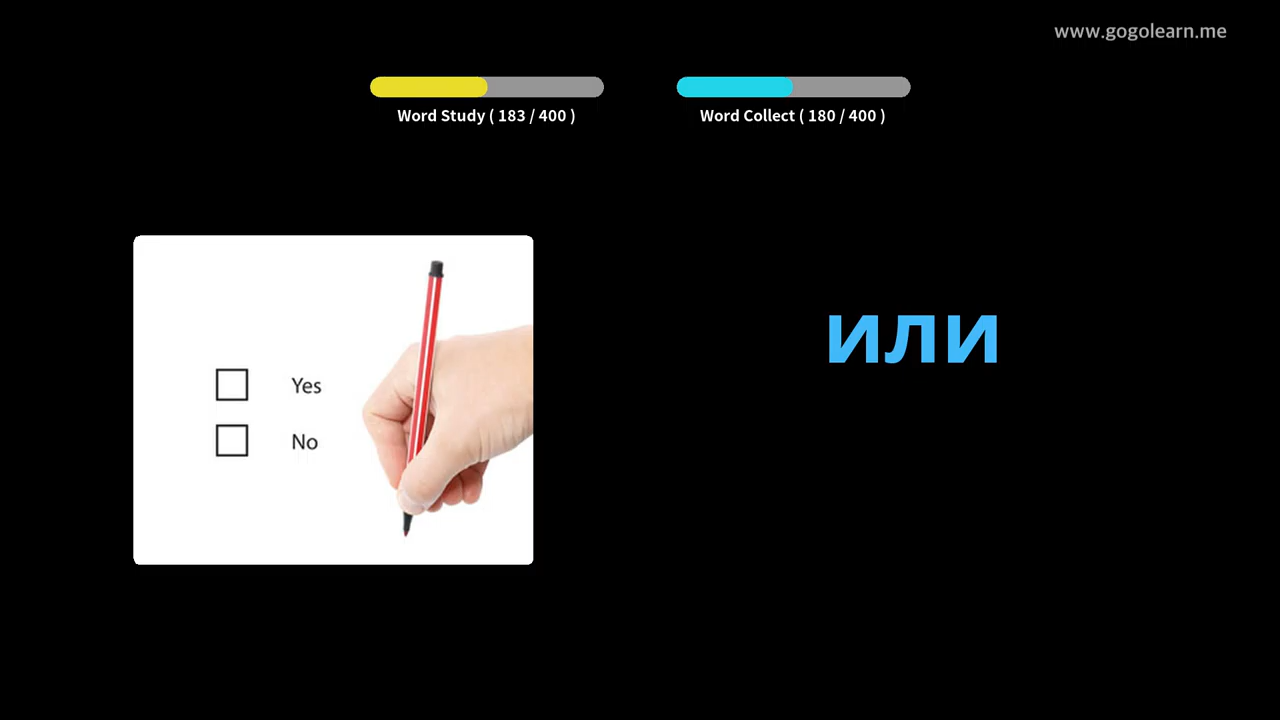 www.gogolearn.me
Word Study ( 183 / 400 )
Word Collect ( 180 / 400 )
или
Yes
No